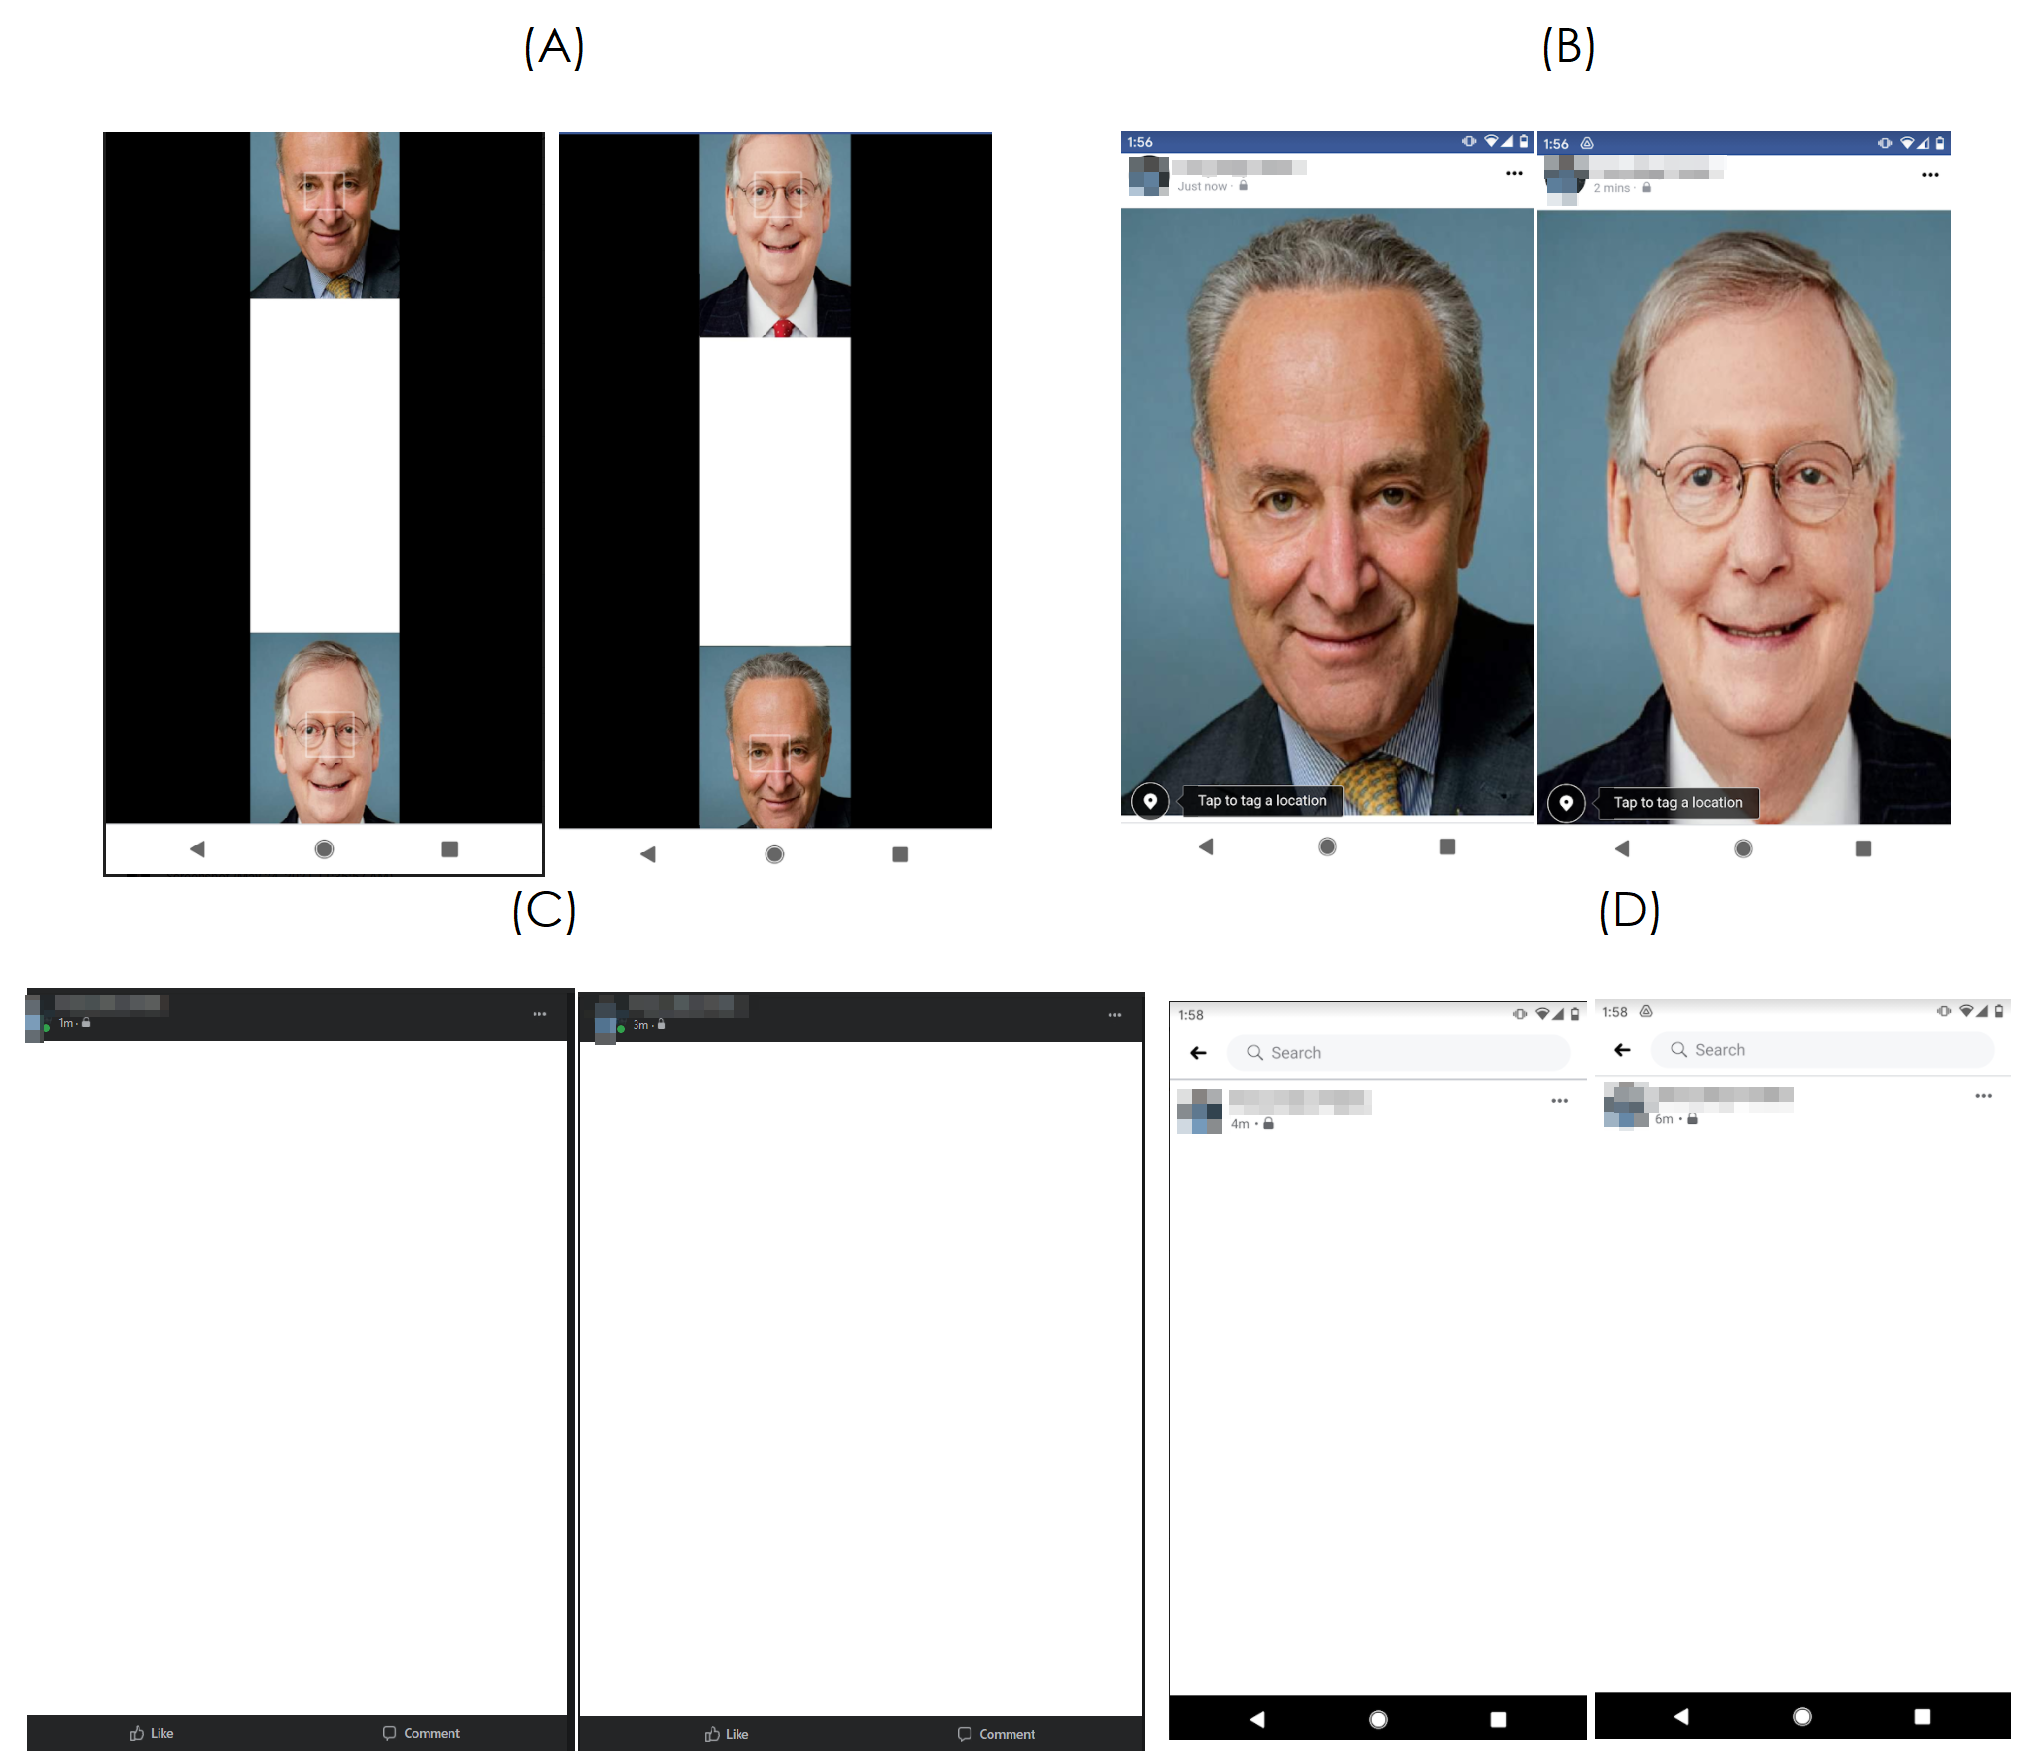 (A)
(B)
1:56
Just now
Tap to tag a location
1:56
2 mins
Tap to tag a location
(C)
(D)
1m
Like
Comment
Like
Comment
1:58
Search
4m
1:58
Search
6m